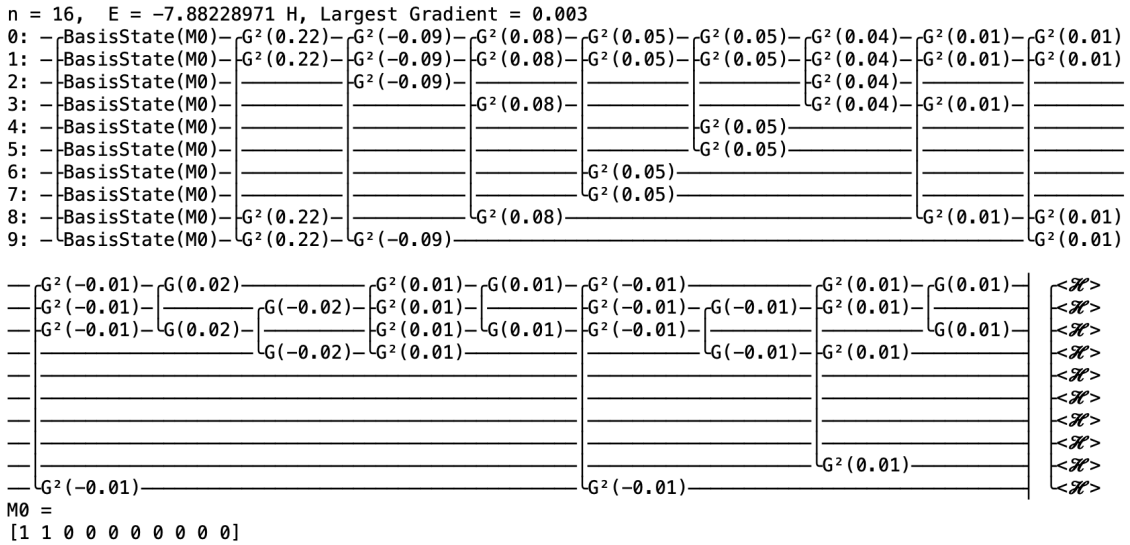 n = 16,  E = −7.88228971 H, Largest Gradient = 0.003
0: ─╭BasisState(M0)─╭G²(0.22)─╭G²(−0.09)─╭G²(0.08)─╭G²(0.05)─╭G²(0.05)─╭G²(0.04)─╭G²(0.01)─╭G²(0.01)
1: ─├BasisState(M0)─├G²(0.22)─├G²(−0.09)─├G²(0.08)─├G²(0.05)─├G²(0.05)─├G²(0.04)─├G²(0.01)─├G²(0.01)
2: ─├BasisState(M0)─│─────────├G²(−0.09)─│─────────│─────────│─────────├G²(0.04)─│─────────│─────────
3: ─├BasisState(M0)─│─────────│──────────├G²(0.08)─│─────────│─────────╰G²(0.04)─├G²(0.01)─│─────────
4: ─├BasisState(M0)─│─────────│──────────│─────────│─────────├G²(0.05)───────────│─────────│─────────
5: ─├BasisState(M0)─│─────────│──────────│─────────│─────────╰G²(0.05)───────────│─────────│─────────
6: ─├BasisState(M0)─│─────────│──────────│─────────├G²(0.05)─────────────────────│─────────│─────────
7: ─├BasisState(M0)─│─────────│──────────│─────────╰G²(0.05)─────────────────────│─────────│─────────
8: ─├BasisState(M0)─├G²(0.22)─│──────────╰G²(0.08)───────────────────────────────╰G²(0.01)─├G²(0.01)
9: ─╰BasisState(M0)─╰G²(0.22)─╰G²(−0.09)───────────────────────────────────────────────────╰G²(0.01)
──╭G²(−0.01)─╭G(0.02)────────────╭G²(0.01)─╭G(0.01)─╭G²(−0.01)───────────╭G²(0.01)─╭G(0.01)─┤ ╭<ℋ>
──├G²(−0.01)─│────────╭G(−0.02)─├G²(0.01)─│────────├G²(−0.01)─╭G(−0.01)─├G²(0.01)─│────────┤ ├<ℋ>
──├G²(−0.01)─╰G(0.02)─│─────────├G²(0.01)─╰G(0.01)─├G²(−0.01)─│─────────│─────────╰G(0.01)─┤ ├<ℋ>
──│───────────────────╰G(−0.02)─╰G²(0.01)──────────│──────────╰G(−0.01)─├G²(0.01)──────────┤ ├<ℋ>
──│────────────────────────────────────────────────│────────────────────│──────────────────┤ ├<ℋ>
──│────────────────────────────────────────────────│────────────────────│──────────────────┤ ├<ℋ>
──│────────────────────────────────────────────────│────────────────────│──────────────────┤ ├<ℋ>
──│────────────────────────────────────────────────│────────────────────│──────────────────┤ ├<ℋ>
──│────────────────────────────────────────────────│────────────────────╰G²(0.01)──────────┤ ├<ℋ>
──╰G²(−0.01)───────────────────────────────────────╰G²(−0.01)──────────────────────────────┤ ╰<ℋ>
M0 =
[1 1 0 0 0 0 0 0 0 0]